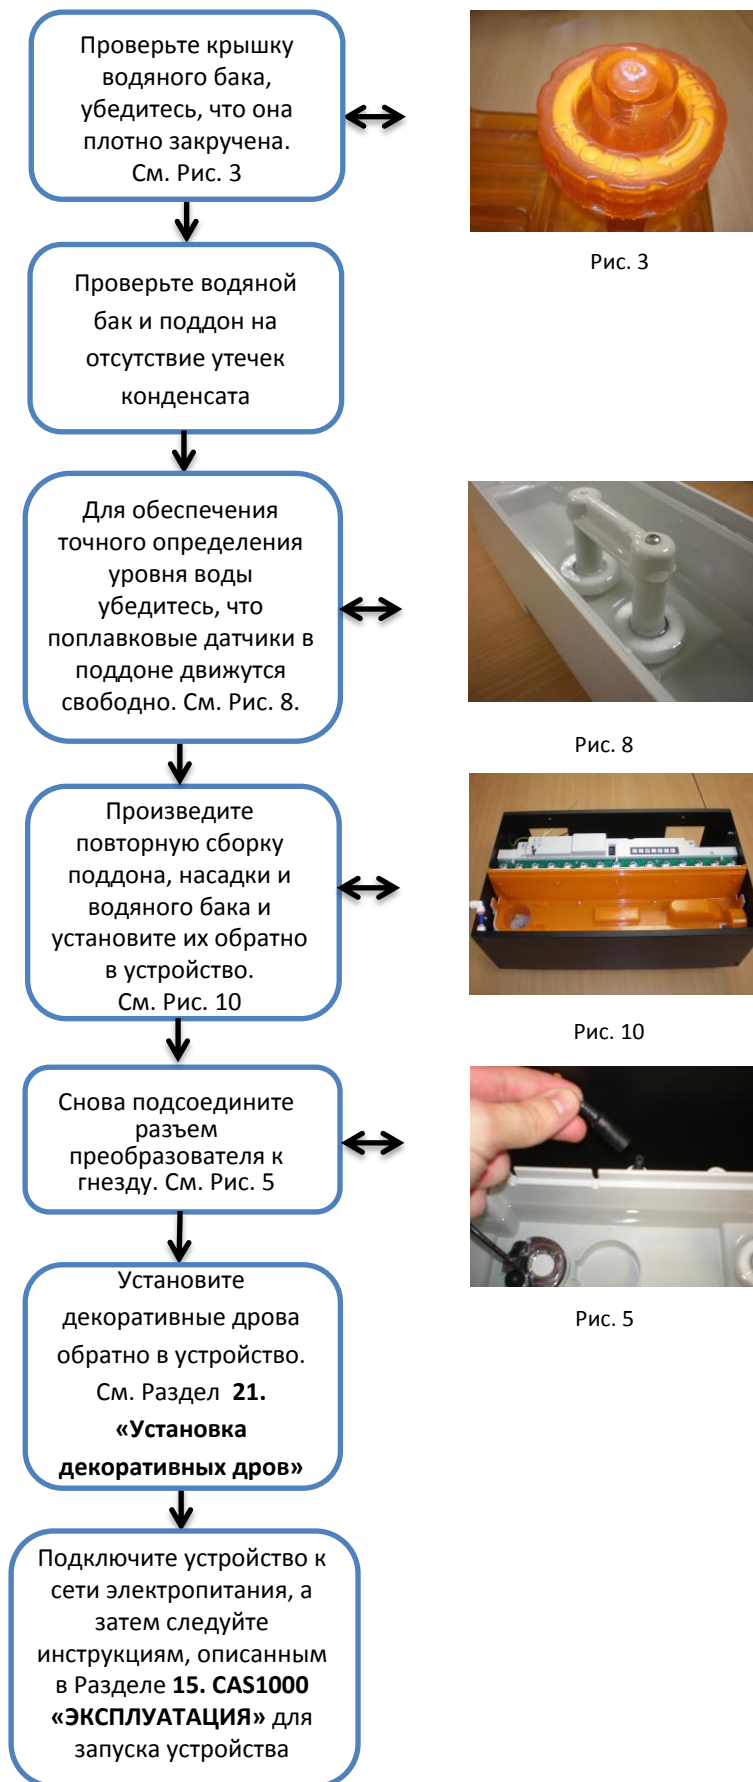 Проверьте крышку
водяного бака,
убедитесь, что она
плотно закручена.
См. Рис. 3
OPEN
CLOSE
Рис. 3
Проверьте водяной
бак и поддон на
отсутствие утечек
конденсата
Для обеспечения
точного определения
уровня воды
убедитесь, что
поплавковые датчики в
поддоне движутся
свободно. См. Рис. 8.
Рис. 8
Произведите
повторную сборку
поддона, насадки и
водяного бака и
установите их обратно
в устройство.
См. Рис. 10
Рис. 10
Снова подсоедините
разъем
преобразователя к
гнезду. См. Рис. 5
Рис. 5
Установите
декоративные дрова
обратно в устройство.
См. Раздел 21.
«Установка
декоративных дров»
Подключите устройство к
сети электропитания, а
затем следуйте
инструкциям, описанным
в Разделе 15. CAS1000
«ЭКСПЛУАТАЦИЯ» для
запуска устройства